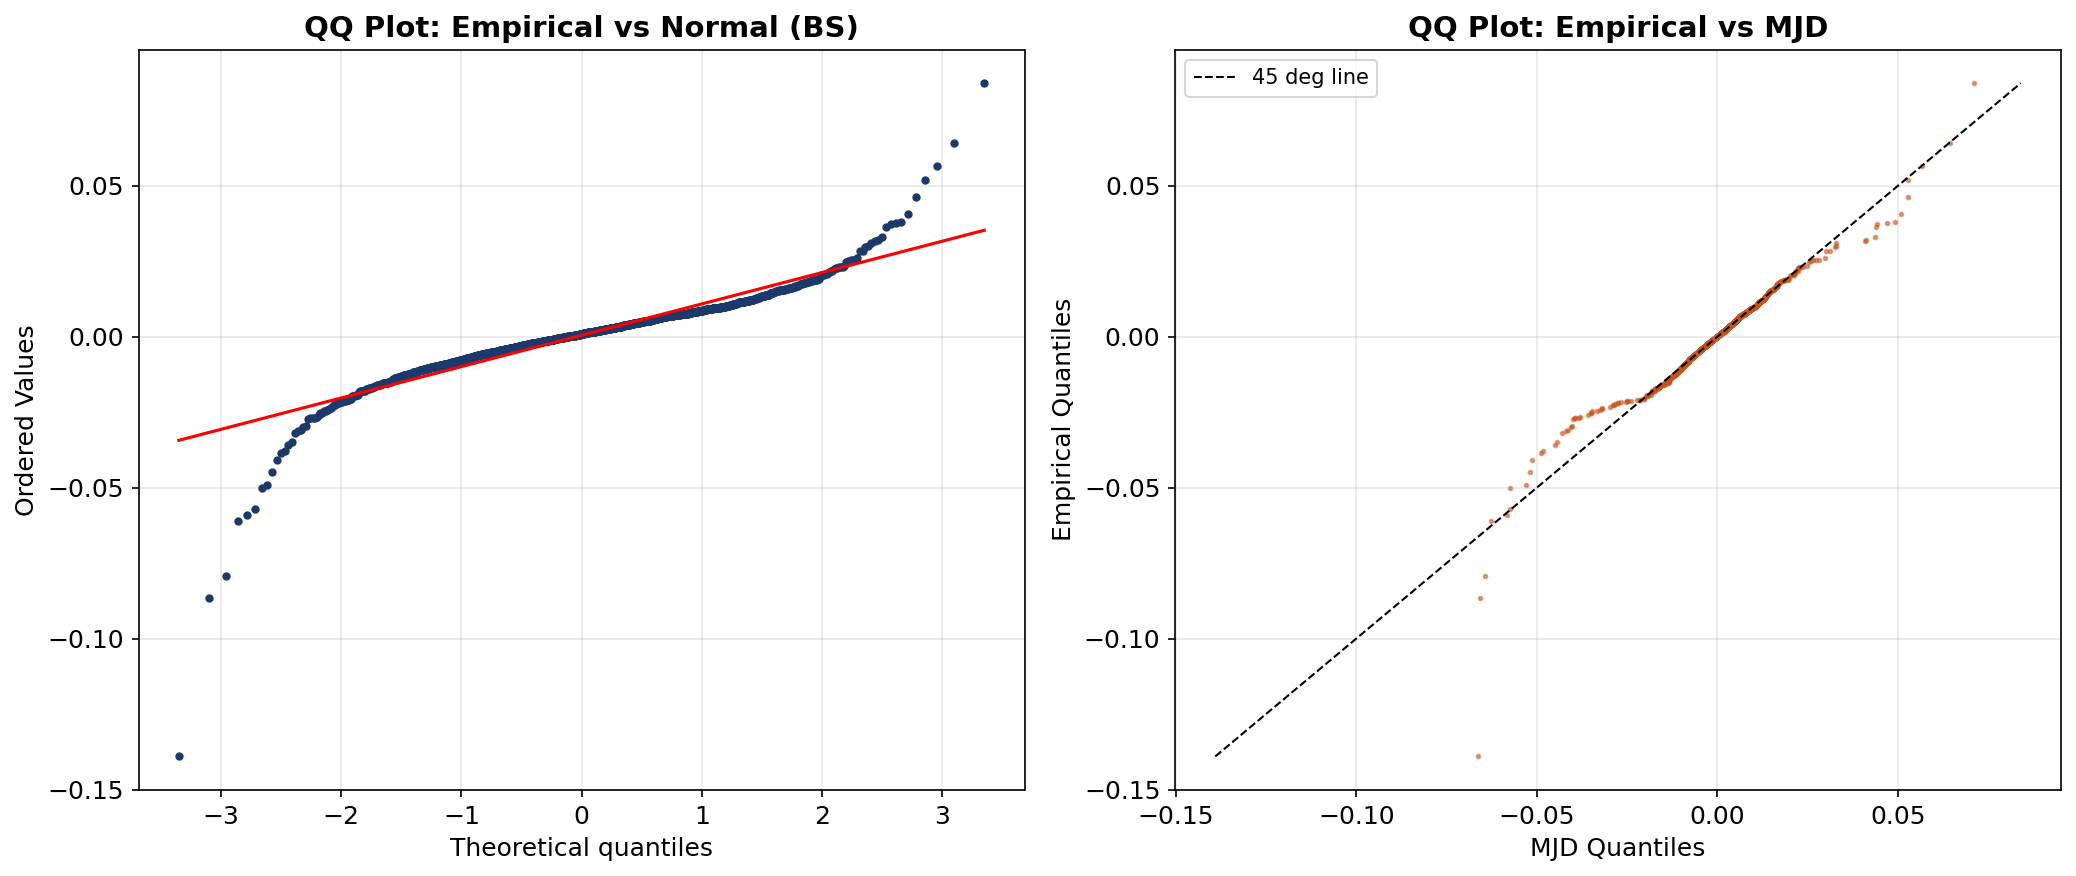 QQ Plot: Empirical vs Normal (BS)
Ordered Values
0.05
0.00
−0.05
−0.10
−0.15
−3 −2 −1 0 1 2 3
Theoretical quantiles
QQ Plot: Empirical vs MJD
45 deg line
Empirical Quantiles
0.05
0.00
−0.05
−0.10
−0.15
−0.15 −0.10 −0.05 0.00 0.05
MJD Quantiles